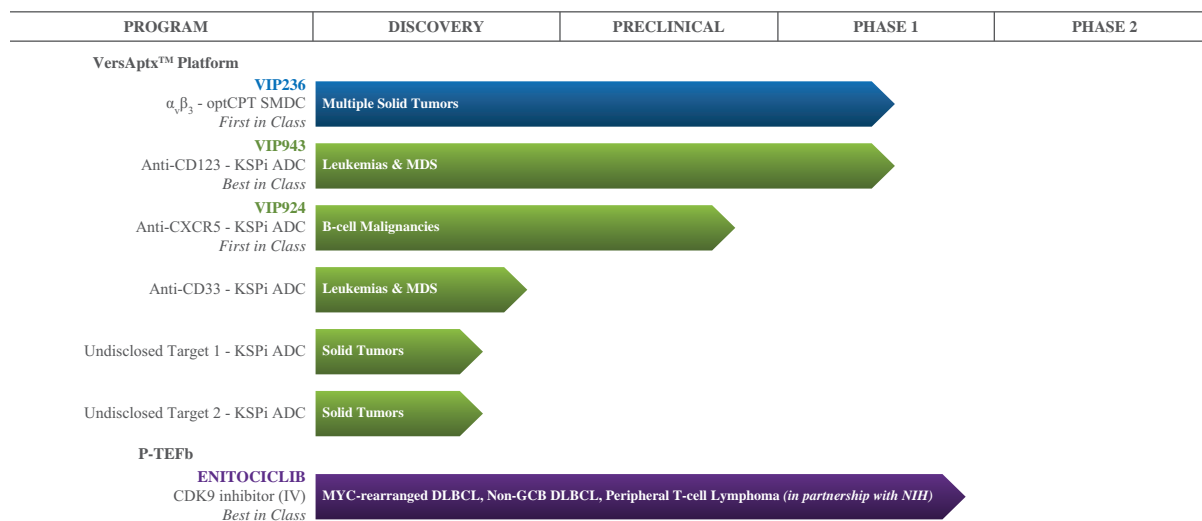 PROGRAM DISCOVERY PRECLINICAL PHASE 1 PHASE 2
VersAptx™ Platform
VIP236
αvβ3 - optCPT SMDC
First in Class
Multiple Solid Tumors
VIP943
Anti-CD123 - KSPi ADC
Best in Class
Leukemias & MDS
VIP924
Anti-CXCR5 - KSPi ADC
First in Class
B-cell Malignancies
Anti-CD33 - KSPi ADC
Leukemias & MDS
Undisclosed Target 1 - KSPi ADC
Solid Tumors
Undisclosed Target 2 - KSPi ADC
Solid Tumors
P-TEFb
ENITOCICLIB
CDK9 inhibitor (IV)
Best in Class
MYC-rearranged DLBCL, Non-GCB DLBCL, Peripheral T-cell Lymphoma (in partnership with NIH)